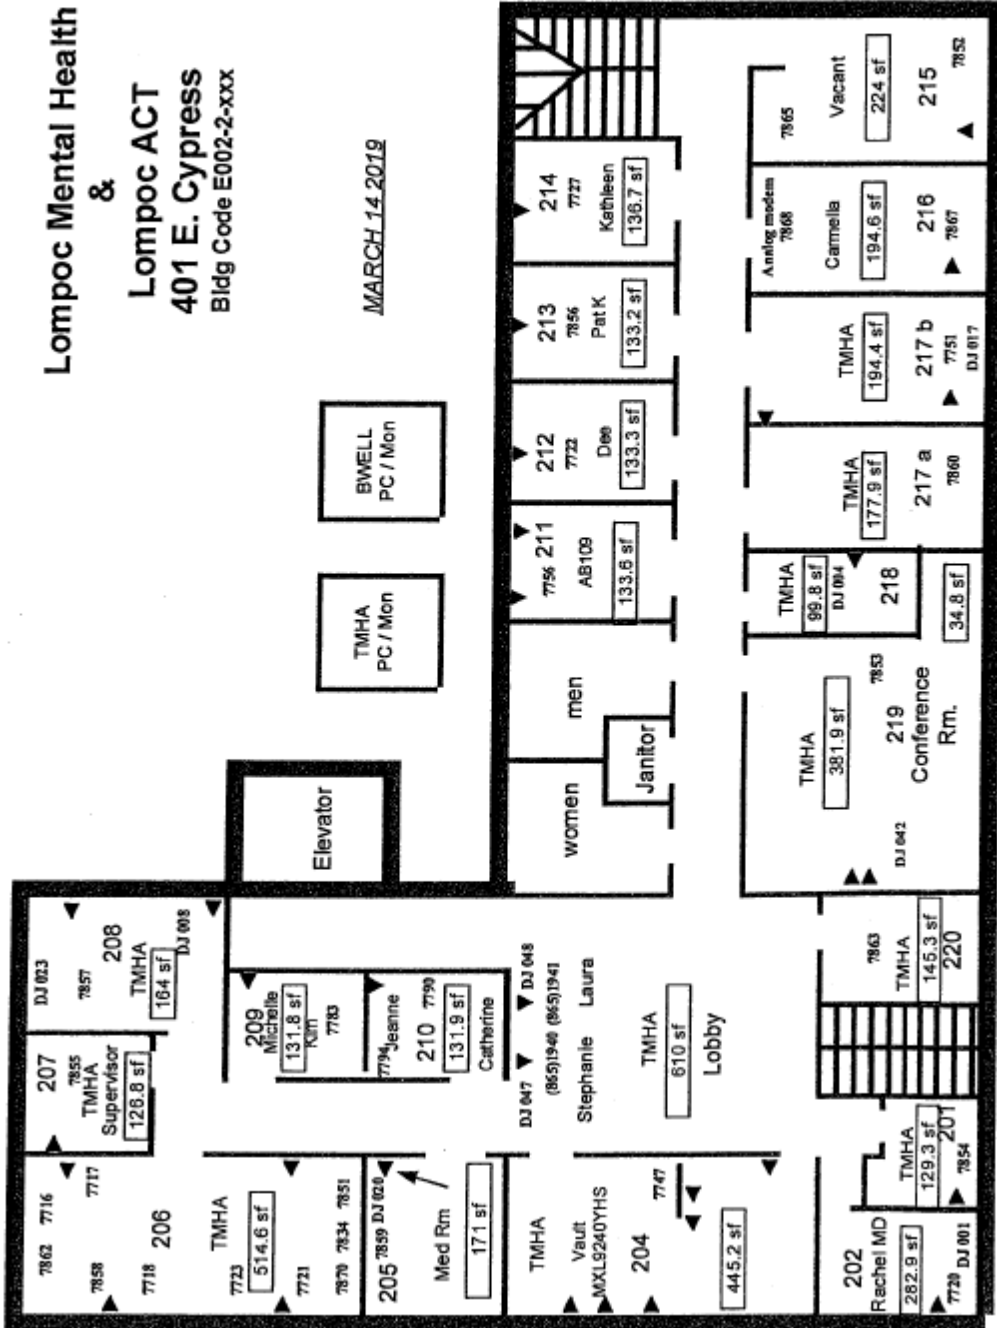 Lompoc Mental Health
&
Lompoc ACT
401 E. Cypress
Bldg Code E002-2-xxx
MARCH 14 2019
BWELL
PC / Mon
TMHA
PC / Mon
Elevator
DJ 023
7857
208
TMHA
164 sf
DJ 008
207
7855
TMHA
Supervisor
126.8 sf
7862 7716
7858 7717
7718
206
TMHA
7723
514.6 sf
7721
7870 7834 7851
209
Michelle
131.8 sf
Kim
7783
7794 Jeanne
210 7790
131.9 sf
Catherine
205 7859 DJ 020
Med Rm
171 sf
DJ 047 DJ 048
(865)1940 (865)1941
Stephanie Laura
TMHA
610 sf
Lobby
TMHA
Vault
MXL9240YHS
204
7747
445.2 sf
202
Rachel MD
282.9 sf
7720 DJ 001
TMHA
129.3 sf
201
7854
7863
TMHA
145.3 sf
220
women
men
Janitor
7756 211
AB109
133.6 sf
212
7722
Dee
133.3 sf
213
7856
Pat K
133.2 sf
214
7727
Kathleen
136.7 sf
TMHA
381.9 sf
7853
219
Conference
Rm.
DJ 042
TMHA
99.8 sf
DJ 004
218
34.8 sf
TMHA
177.9 sf
217 a
7860
TMHA
194.4 sf
217 b
7751
DJ 017
Analog modem
7868
Carmella
194.6 sf
216
7867
7865
Vacant
224 sf
215
7852